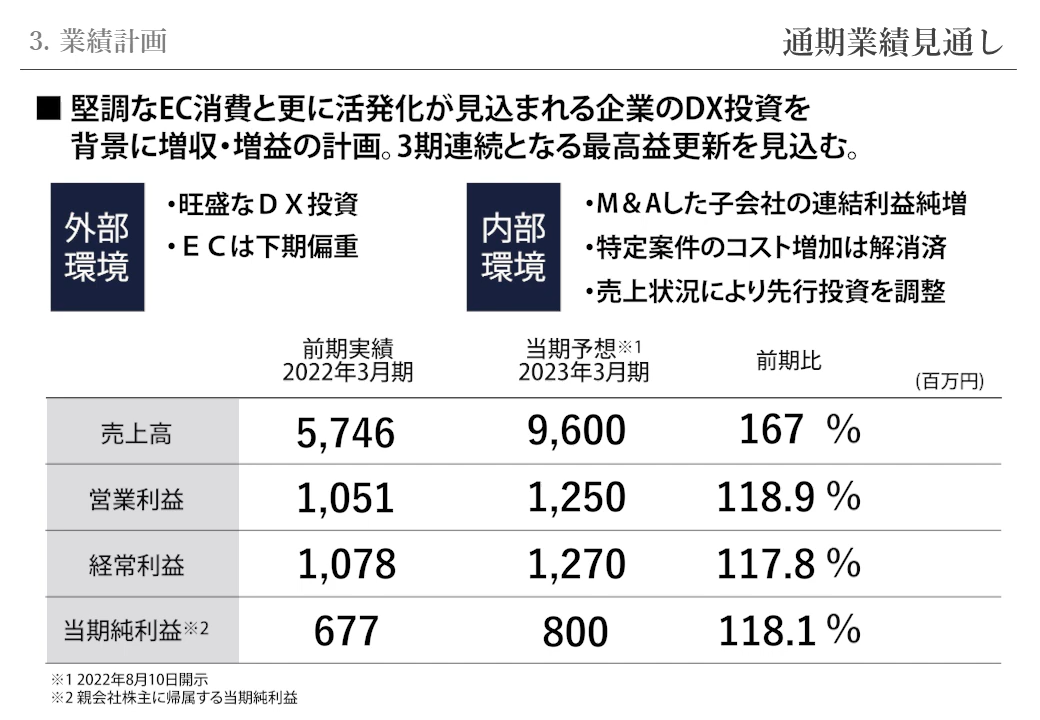 3. 業績計画
通期業績見通し
■ 堅調なEC消費と更に活発化が見込まれる企業のDX投資を
背景に増収・増益の計画。3期連続となる最高益更新を見込む。
外部
環境
・旺盛なＤＸ投資
・ＥＣは下期偏重
内部
環境
・M＆Aした子会社の連結利益純増
・特定案件のコスト増加は解消済
・売上状況により先行投資を調整
前期実績
2022年3月期
当期予想※1
2023年3月期
前期比
(百万円)
売上高 5,746 9,600 167 %
営業利益 1,051 1,250 118.9 %
経常利益 1,078 1,270 117.8 %
当期純利益※2 677 800 118.1 %
※1 2022年8月10日開示
※2 親会社株主に帰属する当期純利益